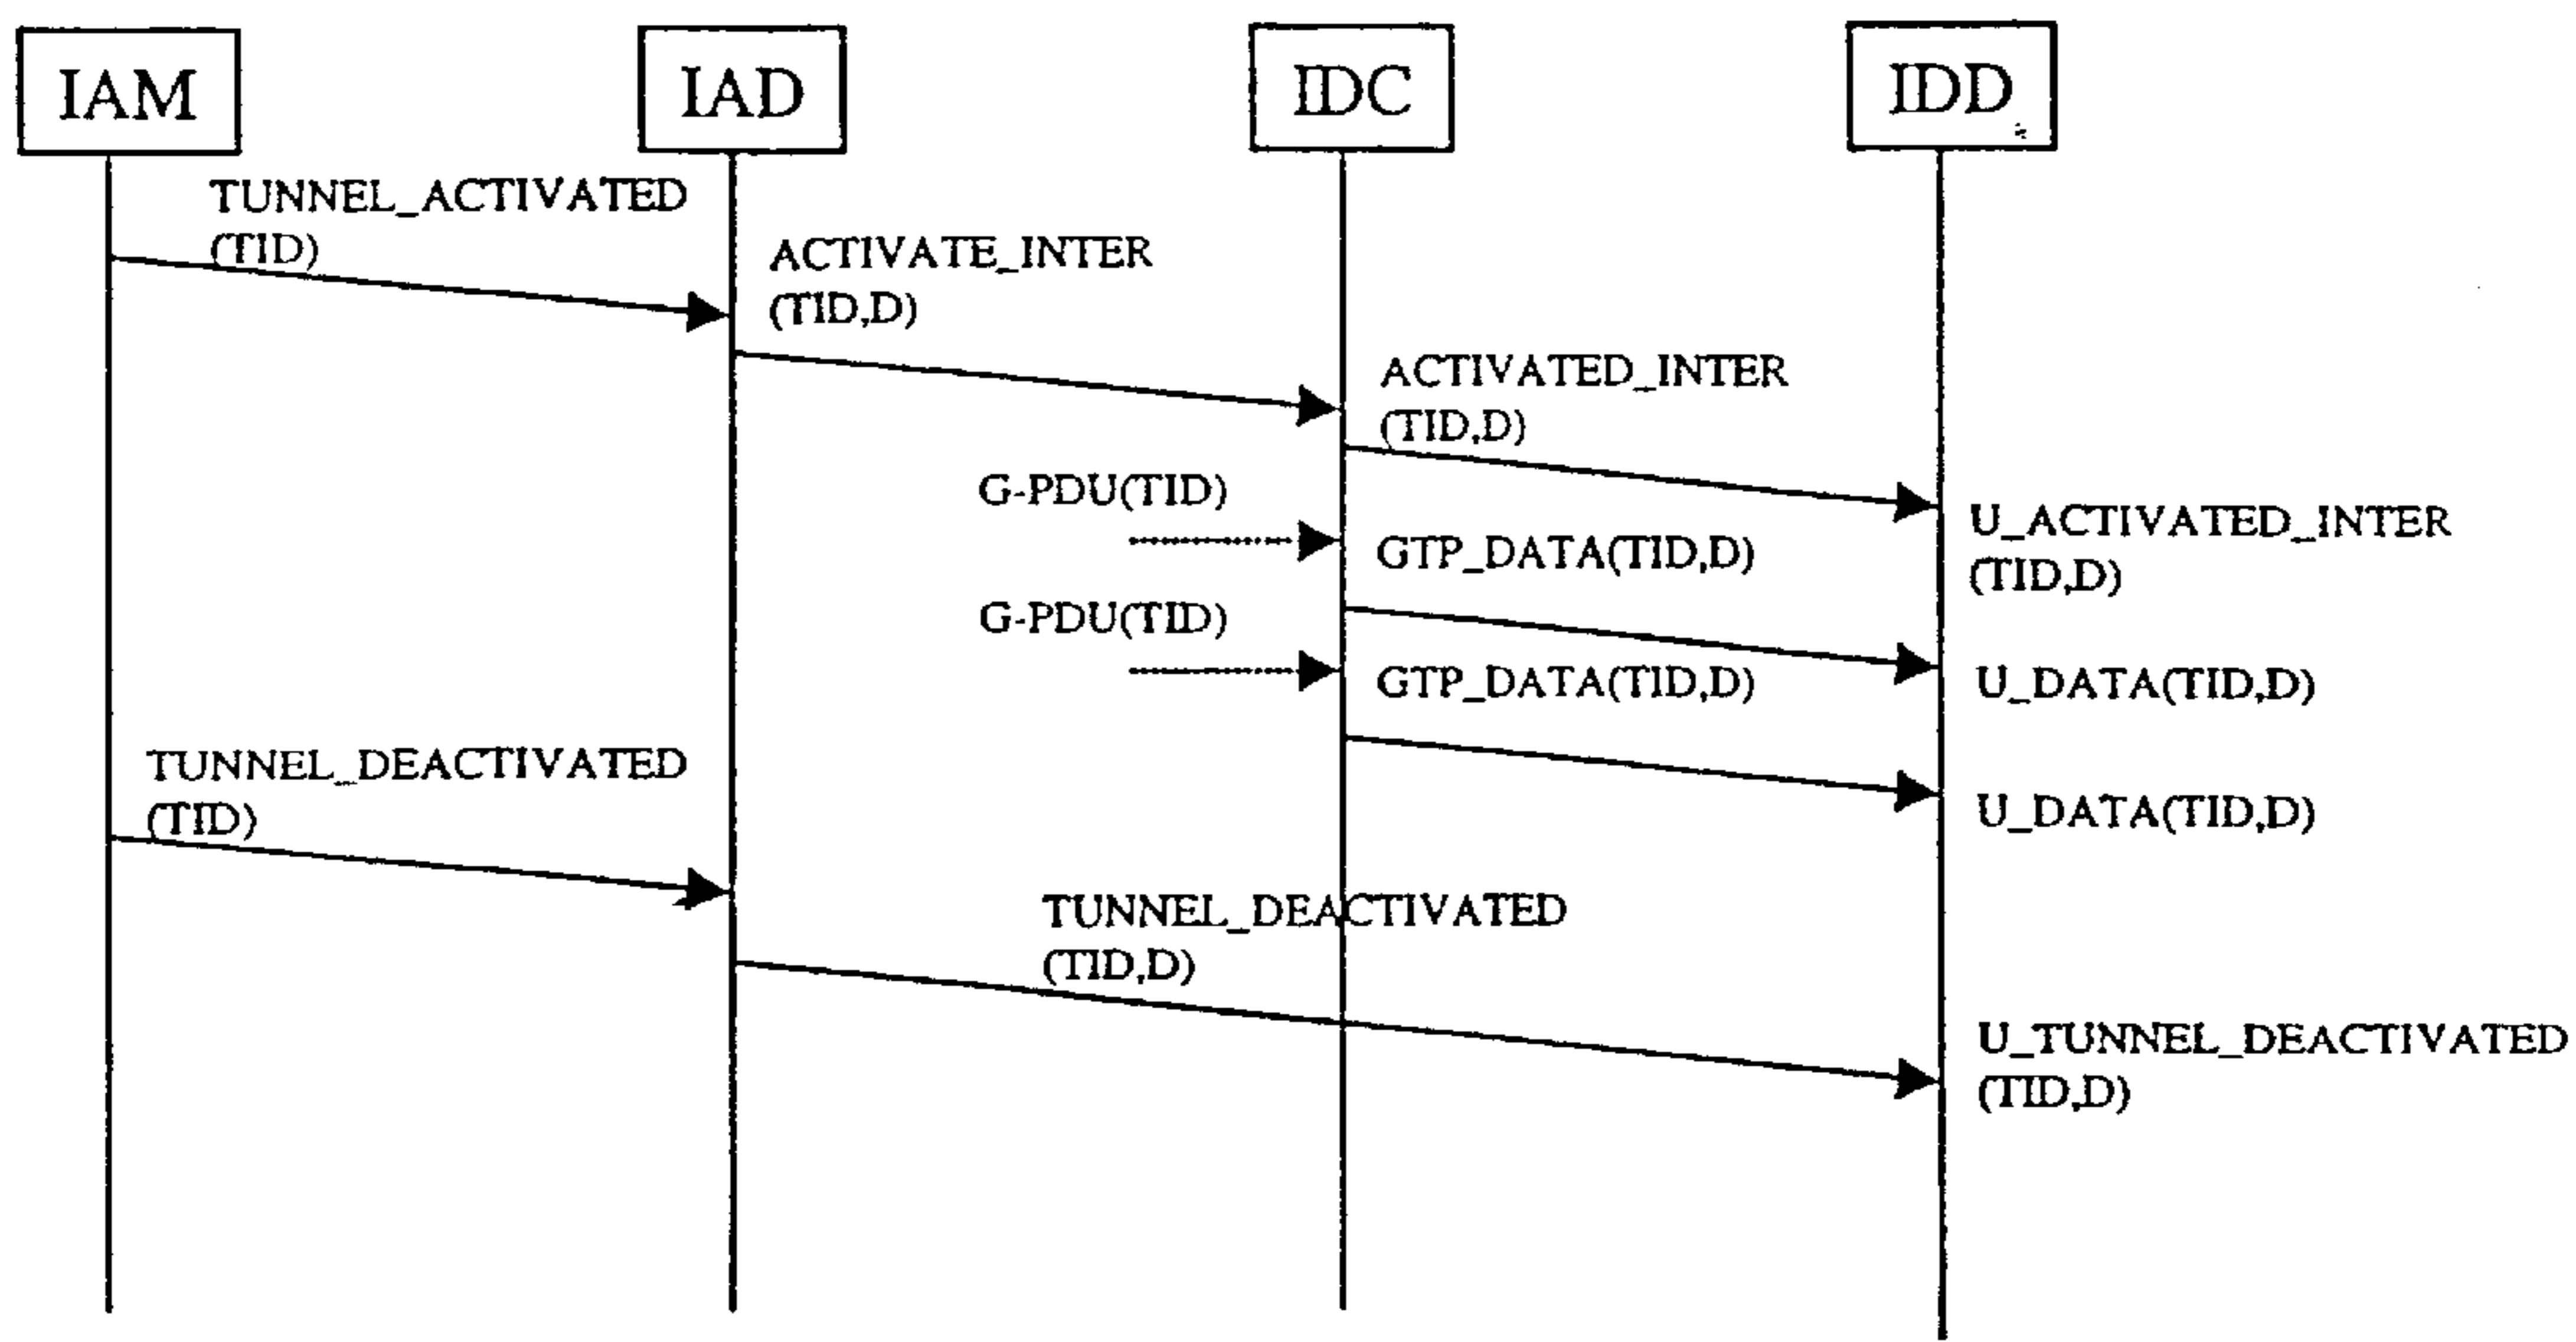 IAM
IAD
IDC
IDD
TUNNEL_ACTIVATED
(TID)
ACTIVATE_INTER
(TID,D)
ACTIVATED_INTER
(TID,D)
G-PDU(TID)
U_ACTIVATED_INTER
(TID,D)
GTP_DATA(TID,D)
G-PDU(TID)
GTP_DATA(TID,D)
U_DATA(TID,D)
TUNNEL_DEACTIVATED
(TID)
U_DATA(TID,D)
TUNNEL_DEACTIVATED
(TID,D)
U_TUNNEL_DEACTIVATED
(TID,D)